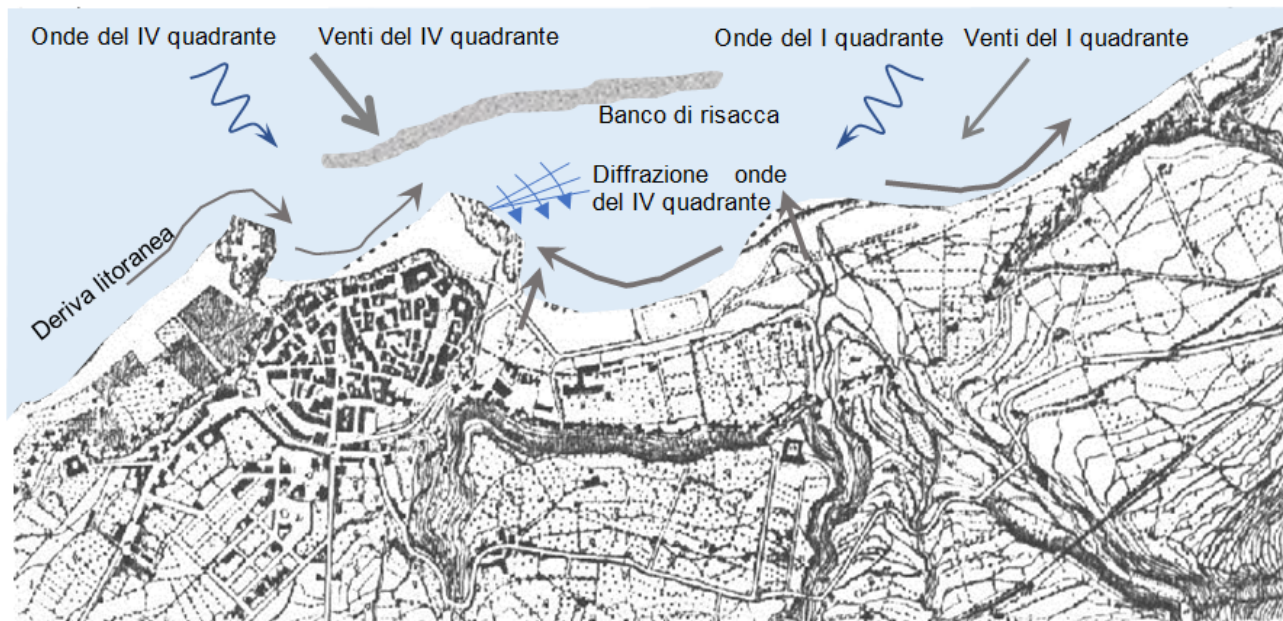 Onde del IV quadrante
Venti del IV quadrante
Onde del I quadrante
Venti del I quadrante
Banco di risacca
Diffrazione onde
del IV quadrante
Deriva litoranea